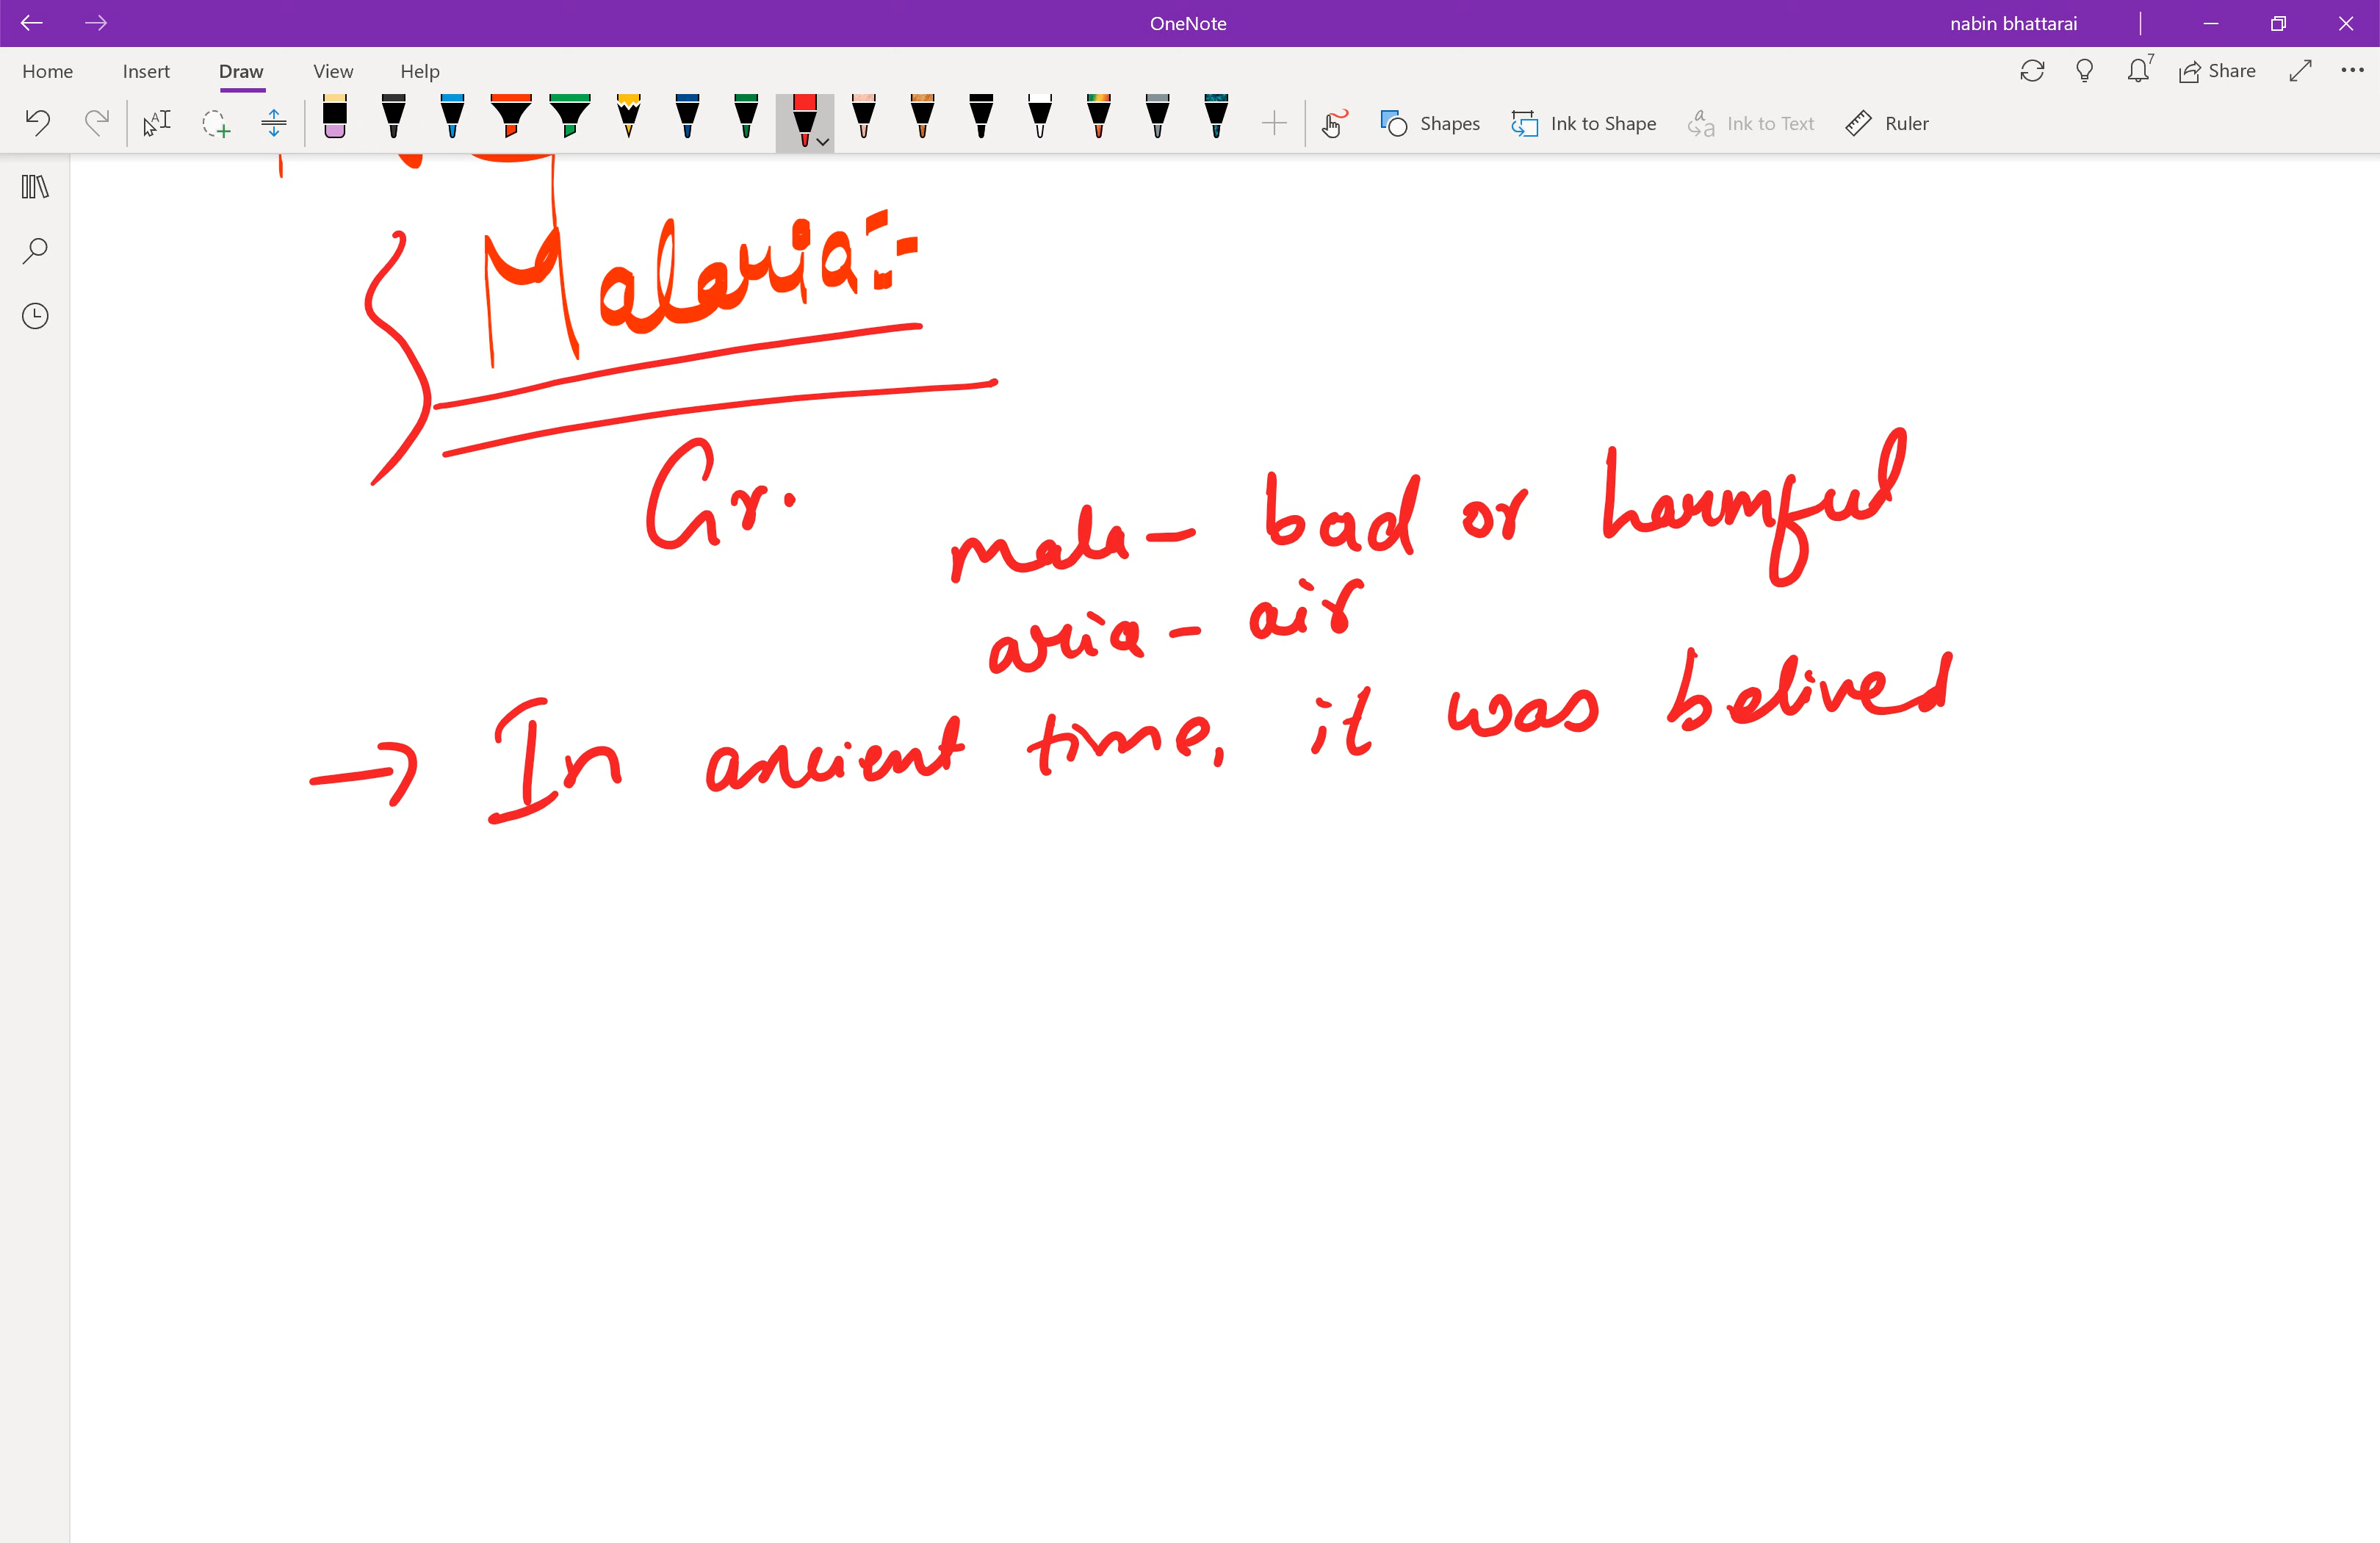 OneNote
nabin bhattarai
Home Insert Draw View Help
7 Share
Shapes Ink to Shape Ink to Text Ruler
Malaria:-
Gr.
mala - bad or harmful
aria - air
→ In ancient time, it was belived